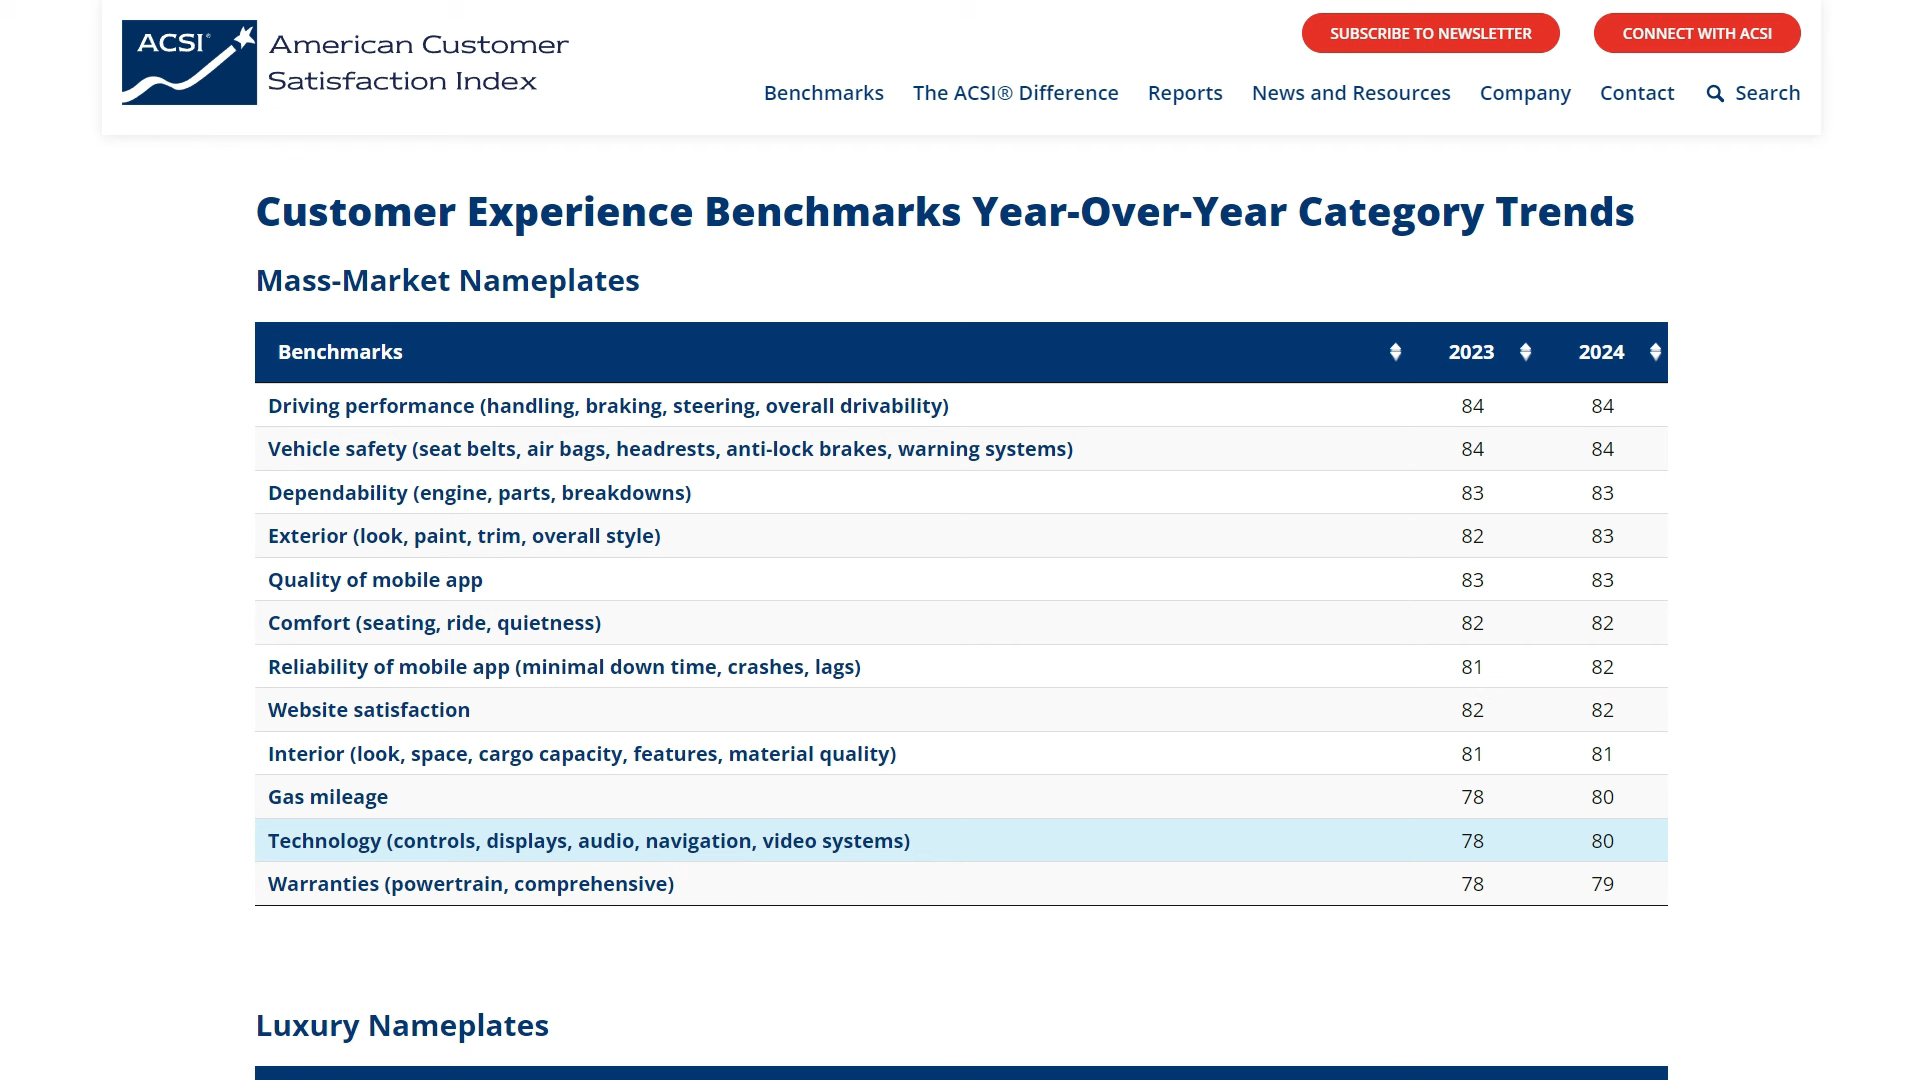 ACSI®
American Customer
Satisfaction Index
SUBSCRIBE TO NEWSLETTER
CONNECT WITH ACSI
Benchmarks The ACSI® Difference Reports News and Resources Company Contact Search
Customer Experience Benchmarks Year-Over-Year Category Trends
Mass-Market Nameplates
Benchmarks 2023 2024
Driving performance (handling, braking, steering, overall drivability) 84 84
Vehicle safety (seat belts, air bags, headrests, anti-lock brakes, warning systems) 84 84
Dependability (engine, parts, breakdowns) 83 83
Exterior (look, paint, trim, overall style) 82 83
Quality of mobile app 83 83
Comfort (seating, ride, quietness) 82 82
Reliability of mobile app (minimal down time, crashes, lags) 81 82
Website satisfaction 82 82
Interior (look, space, cargo capacity, features, material quality) 81 81
Gas mileage 78 80
Technology (controls, displays, audio, navigation, video systems) 78 80
Warranties (powertrain, comprehensive) 78 79
Luxury Nameplates